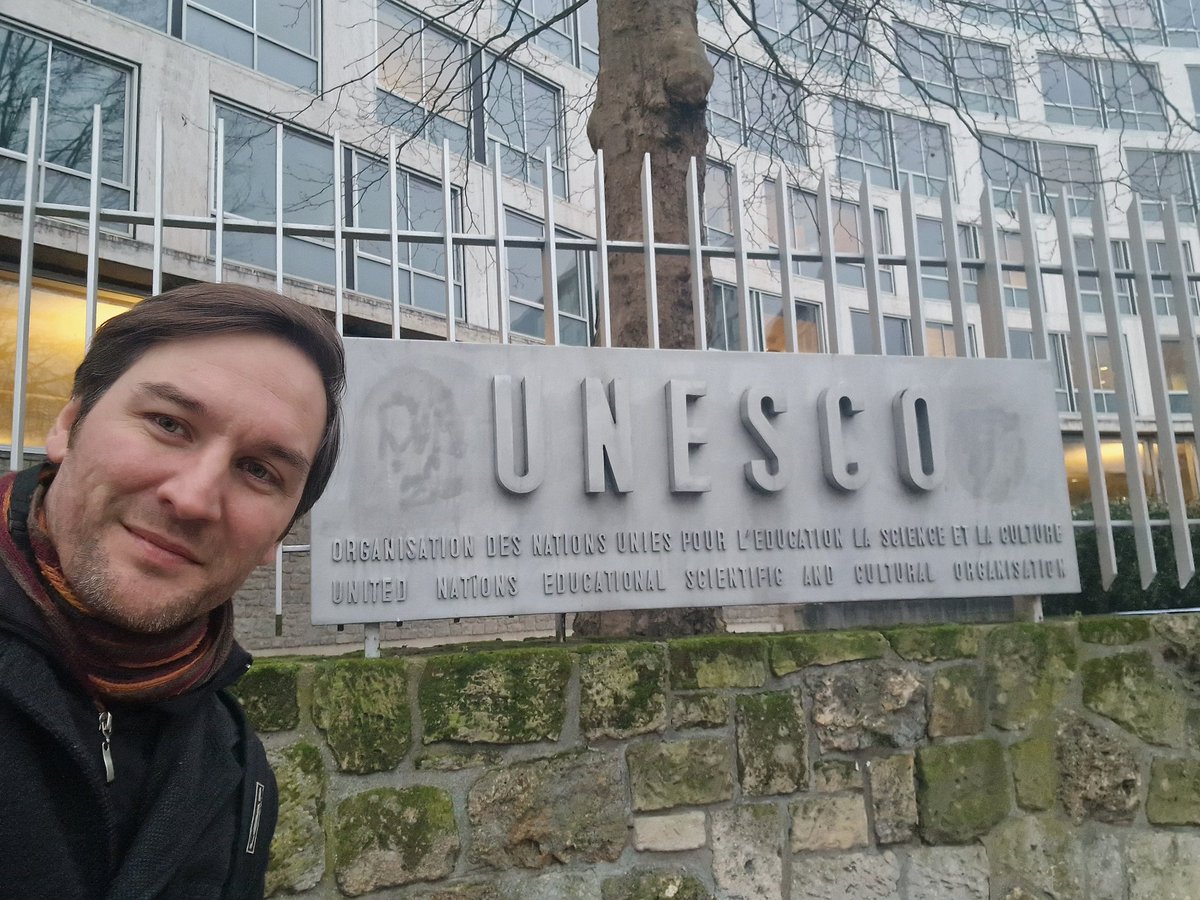 UNESCO
ORGANISATION DES NATIONS UNIES POUR L'EDUCATION LA SCIENCE ET LA CULTURE
UNITED NATIONS EDUCATIONAL SCIENTIFIC AND CULTURAL ORGANISATION